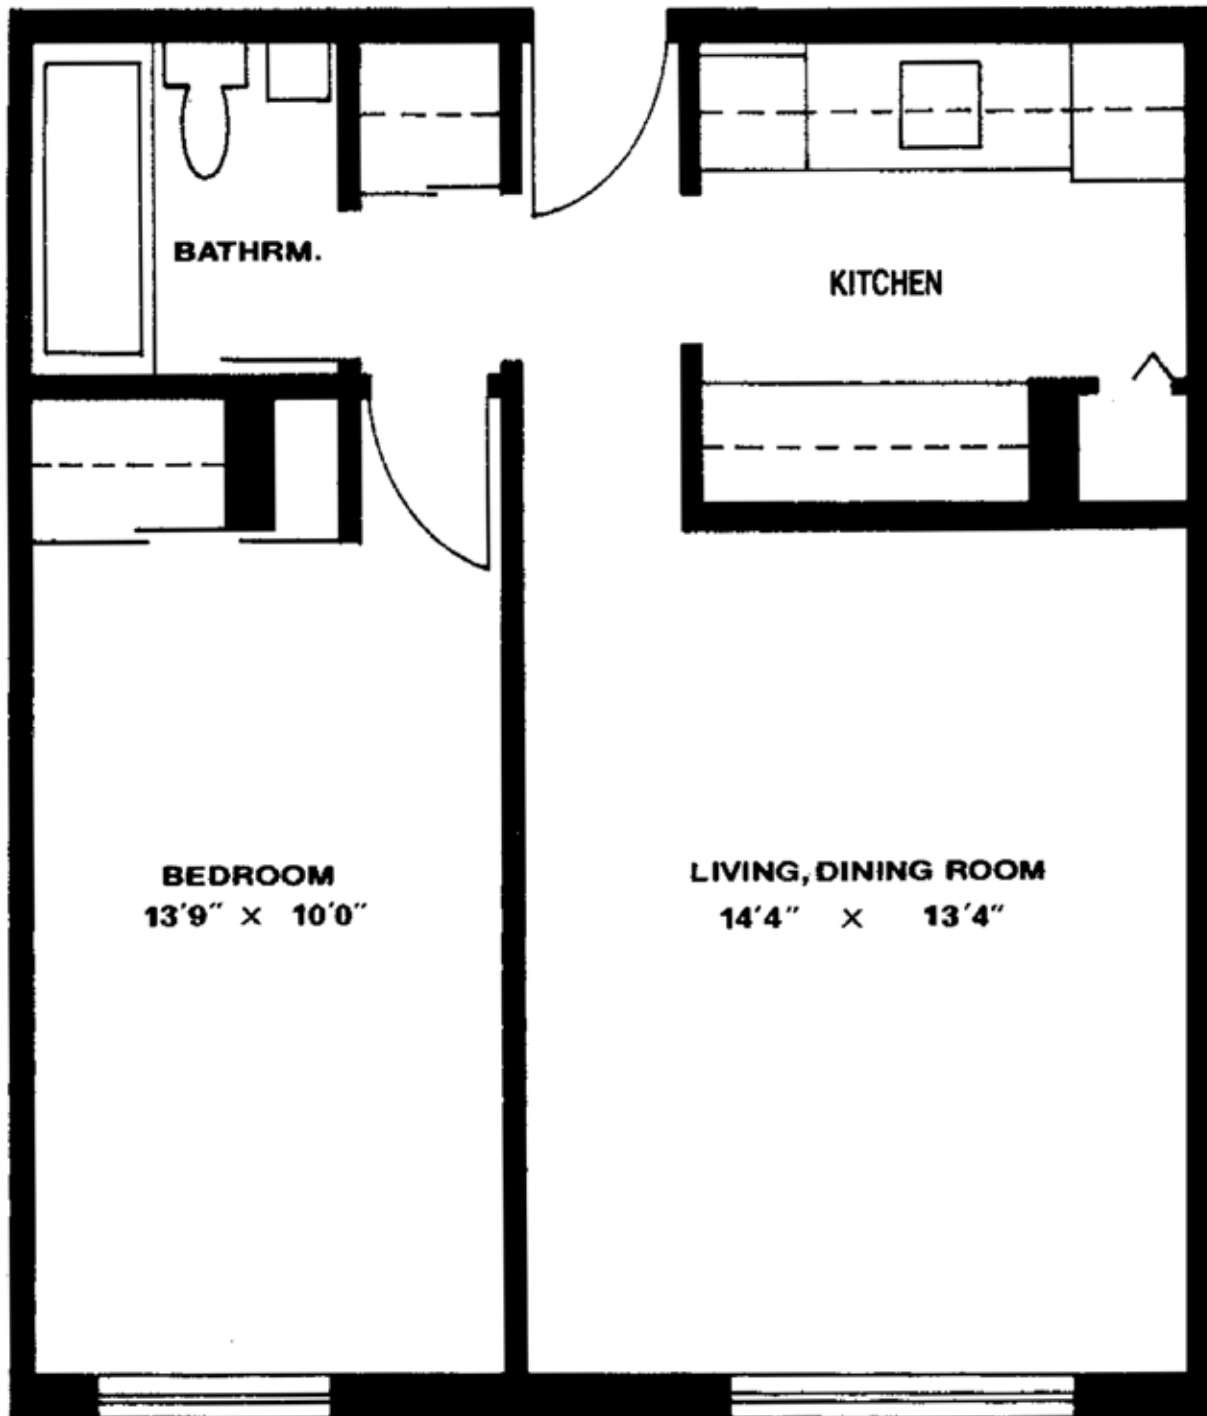 BATHRM.
KITCHEN
BEDROOM
13'9" × 10'0"
LIVING, DINING ROOM
14'4" × 13'4"